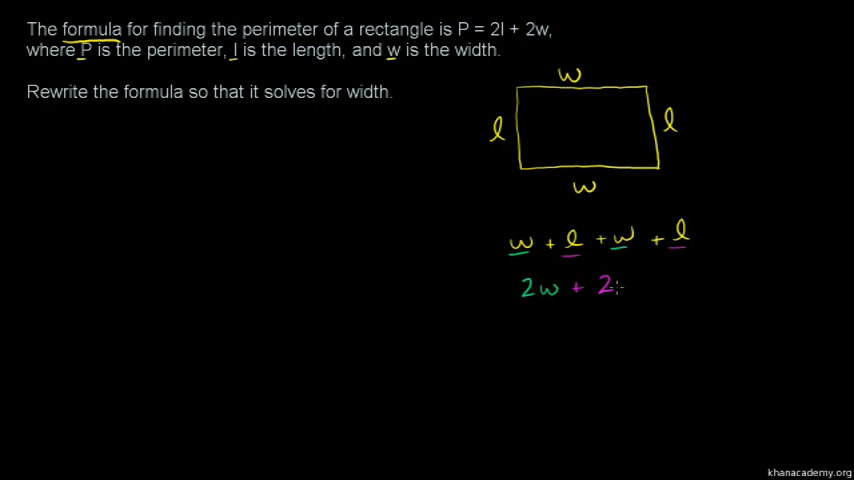 The formula for finding the perimeter of a rectangle is P = 2l + 2w,
where P is the perimeter, l is the length, and w is the width.
Rewrite the formula so that it solves for width.
w
l
l
w
w + l + w + l
2w + 2
khanacademy.org